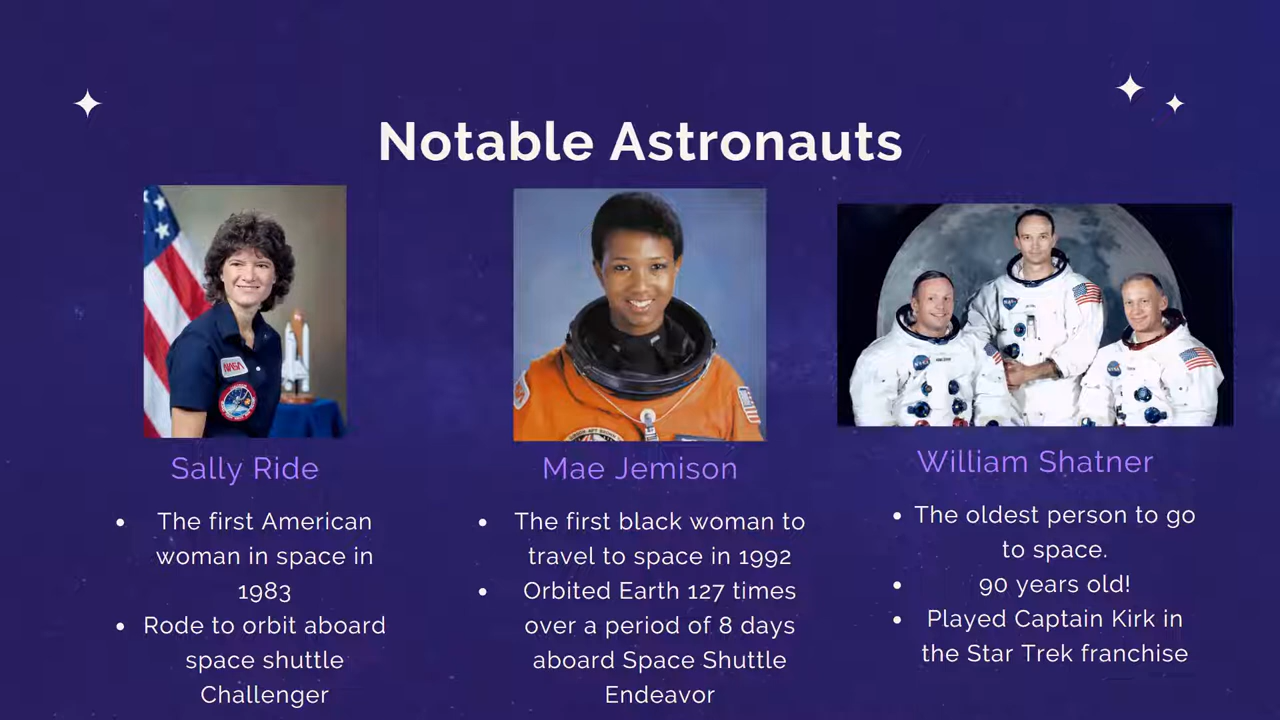 Notable Astronauts
NASA
Sally Ride
• The first American
woman in space in
1983
• Rode to orbit aboard
space shuttle
Challenger
Mae Jemison
• The first black woman to
travel to space in 1992
• Orbited Earth 127 times
over a period of 8 days
aboard Space Shuttle
Endeavor
William Shatner
• The oldest person to go
to space.
• 90 years old!
• Played Captain Kirk in
the Star Trek franchise